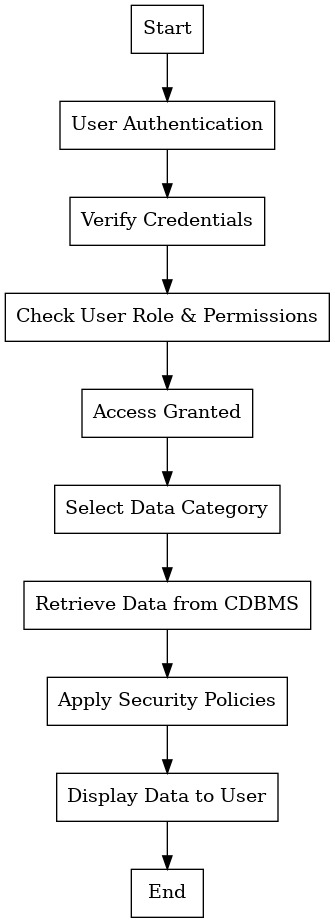 Start
User Authentication
Verify Credentials
Check User Role & Permissions
Access Granted
Select Data Category
Retrieve Data from CDBMS
Apply Security Policies
Display Data to User
End